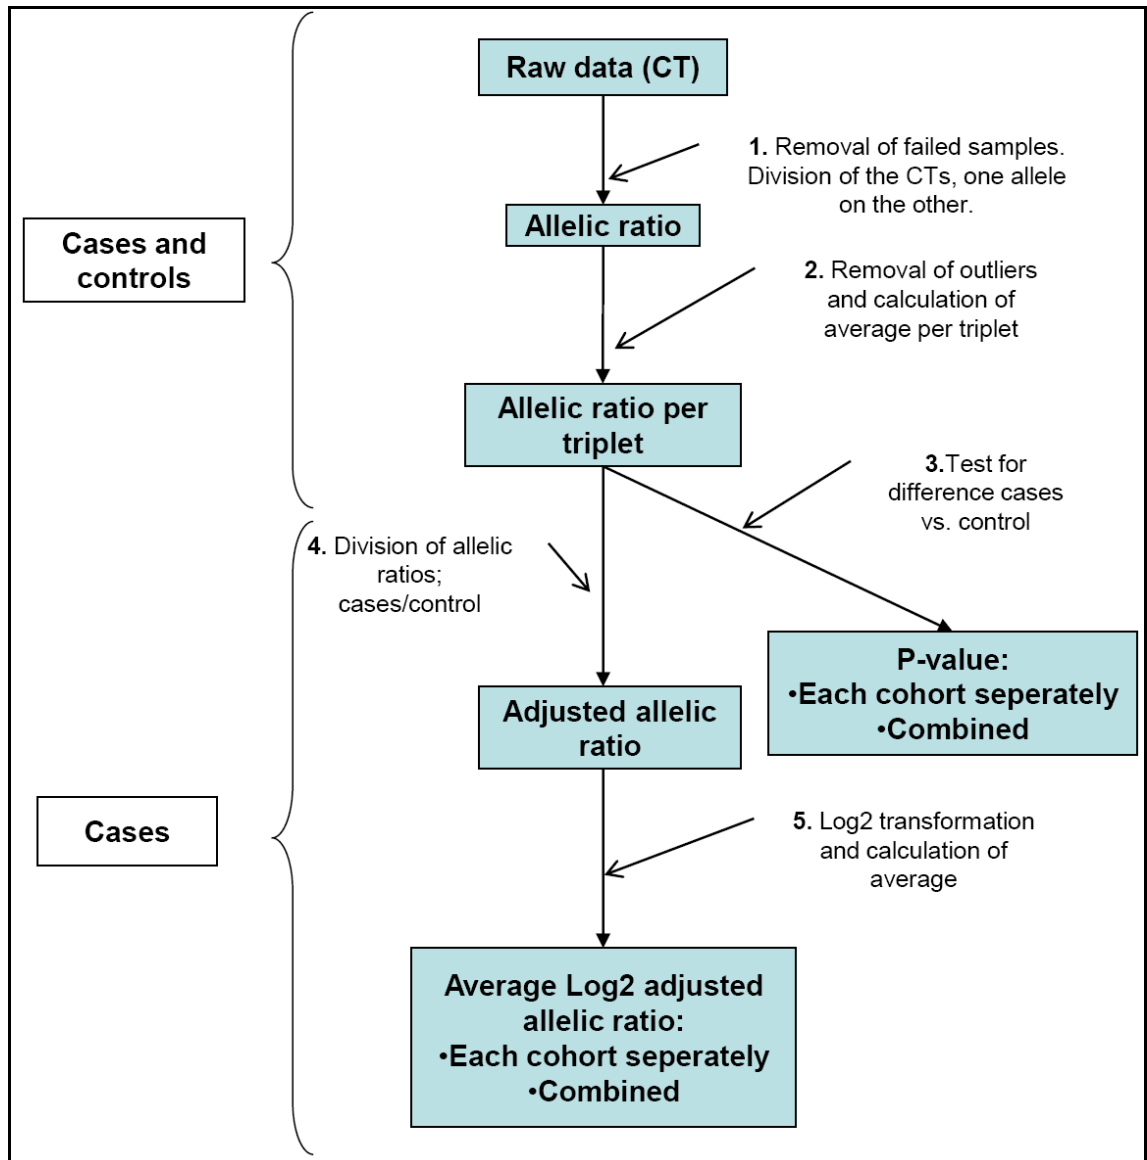 Raw data (CT)
1. Removal of failed samples.
Division of the CTs, one allele
on the other.
Allelic ratio
Cases and
controls
2. Removal of outliers
and calculation of
average per triplet
Allelic ratio per
triplet
3.Test for
difference cases
vs. control
4. Division of allelic
ratios;
cases/control
P-value:
•Each cohort seperately
•Combined
Adjusted allelic
ratio
Cases
5. Log2 transformation
and calculation of
average
Average Log2 adjusted
allelic ratio:
•Each cohort seperately
•Combined